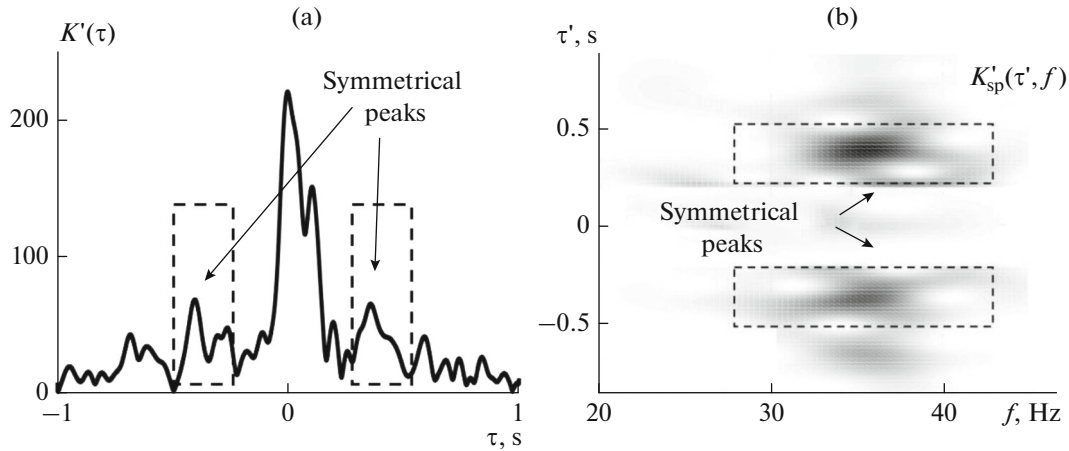 (a)
K'(τ)
200
100
0
Symmetrical
peaks
−1
0
1
τ, s
(b)
τ', s
K'sp(τ', f)
0.5
0
−0.5
Symmetrical
peaks
20
30
40
f, Hz